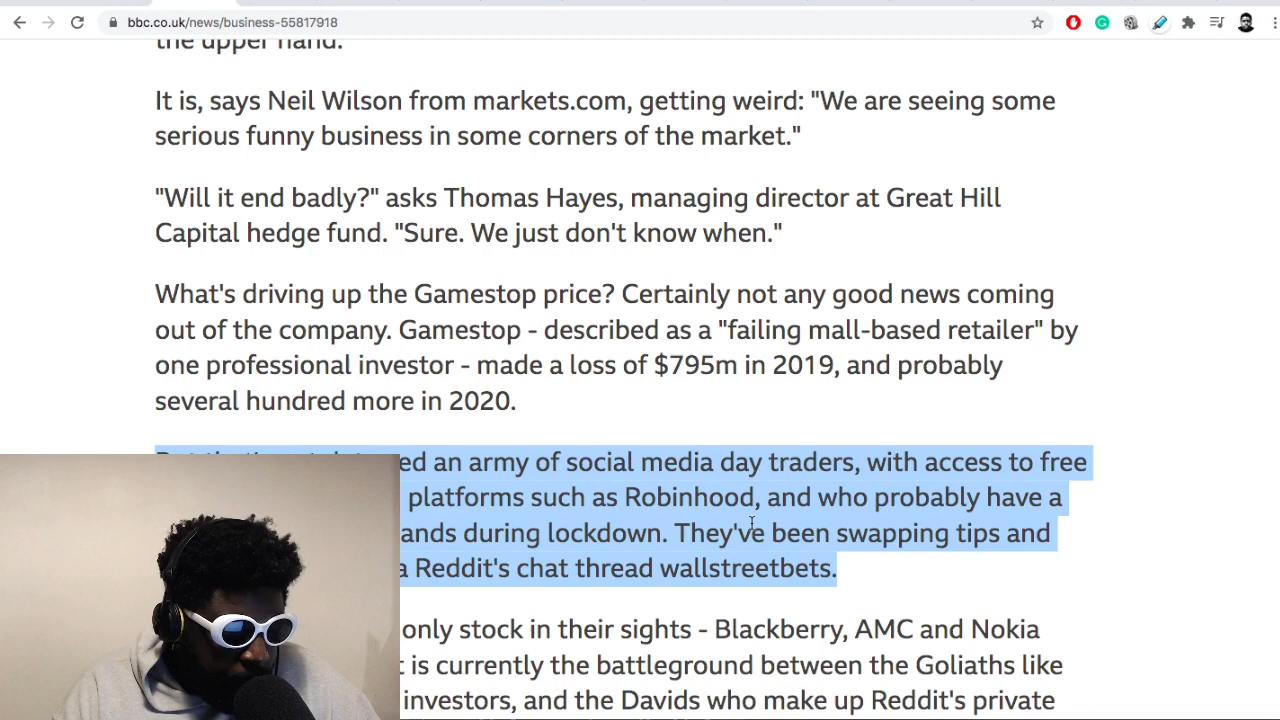 bbc.co.uk/news/business-55817918
the upper hand.
It is, says Neil Wilson from markets.com, getting weird: "We are seeing some
serious funny business in some corners of the market."
"Will it end badly?" asks Thomas Hayes, managing director at Great Hill
Capital hedge fund. "Sure. We just don't know when."
What's driving up the Gamestop price? Certainly not any good news coming
out of the company. Gamestop - described as a "failing mall-based retailer" by
one professional investor - made a loss of $795m in 2019, and probably
several hundred more in 2020.
an army of social media day traders, with access to free
platforms such as Robinhood, and who probably have a
during lockdown. They've been swapping tips and
Reddit's chat thread wallstreetbets.
only stock in their sights - Blackberry, AMC and Nokia
is currently the battleground between the Goliaths like
investors, and the Davids who make up Reddit's private